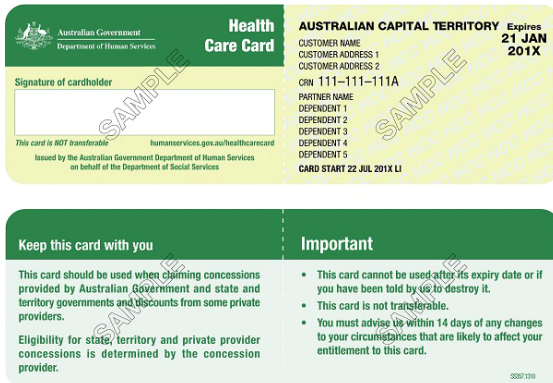 Australian Government
Department of Human Services
Health
Care Card
Signature of cardholder
This card is NOT transferable
humanservices.gov.au/healthcarecard
Issued by the Australian Government Department of Human Services
on behalf of the Department of Social Services
SAMPLE
AUSTRALIAN CAPITAL TERRITORY
Expires
21 JAN
201X
CUSTOMER NAME
CUSTOMER ADDRESS 1
CUSTOMER ADDRESS 2
CRN 111–111–111A
PARTNER NAME
DEPENDENT 1
DEPENDENT 2
DEPENDENT 3
DEPENDENT 4
DEPENDENT 5
CARD START 22 JUL 201X LI
SAMPLE
Keep this card with you
This card should be used when claiming concessions
provided by Australian Government and state and
territory governments and discounts from some private
providers.
Eligibility for state, territory and private provider
concessions is determined by the concession
provider.
SAMPLE
Important
• This card cannot be used after its expiry date or if
you have been told by us to destroy it.
• This card is not transferable.
• You must advise us within 14 days of any changes
to your circumstances that are likely to affect your
entitlement to this card.
SAMPLE
SS357.1310